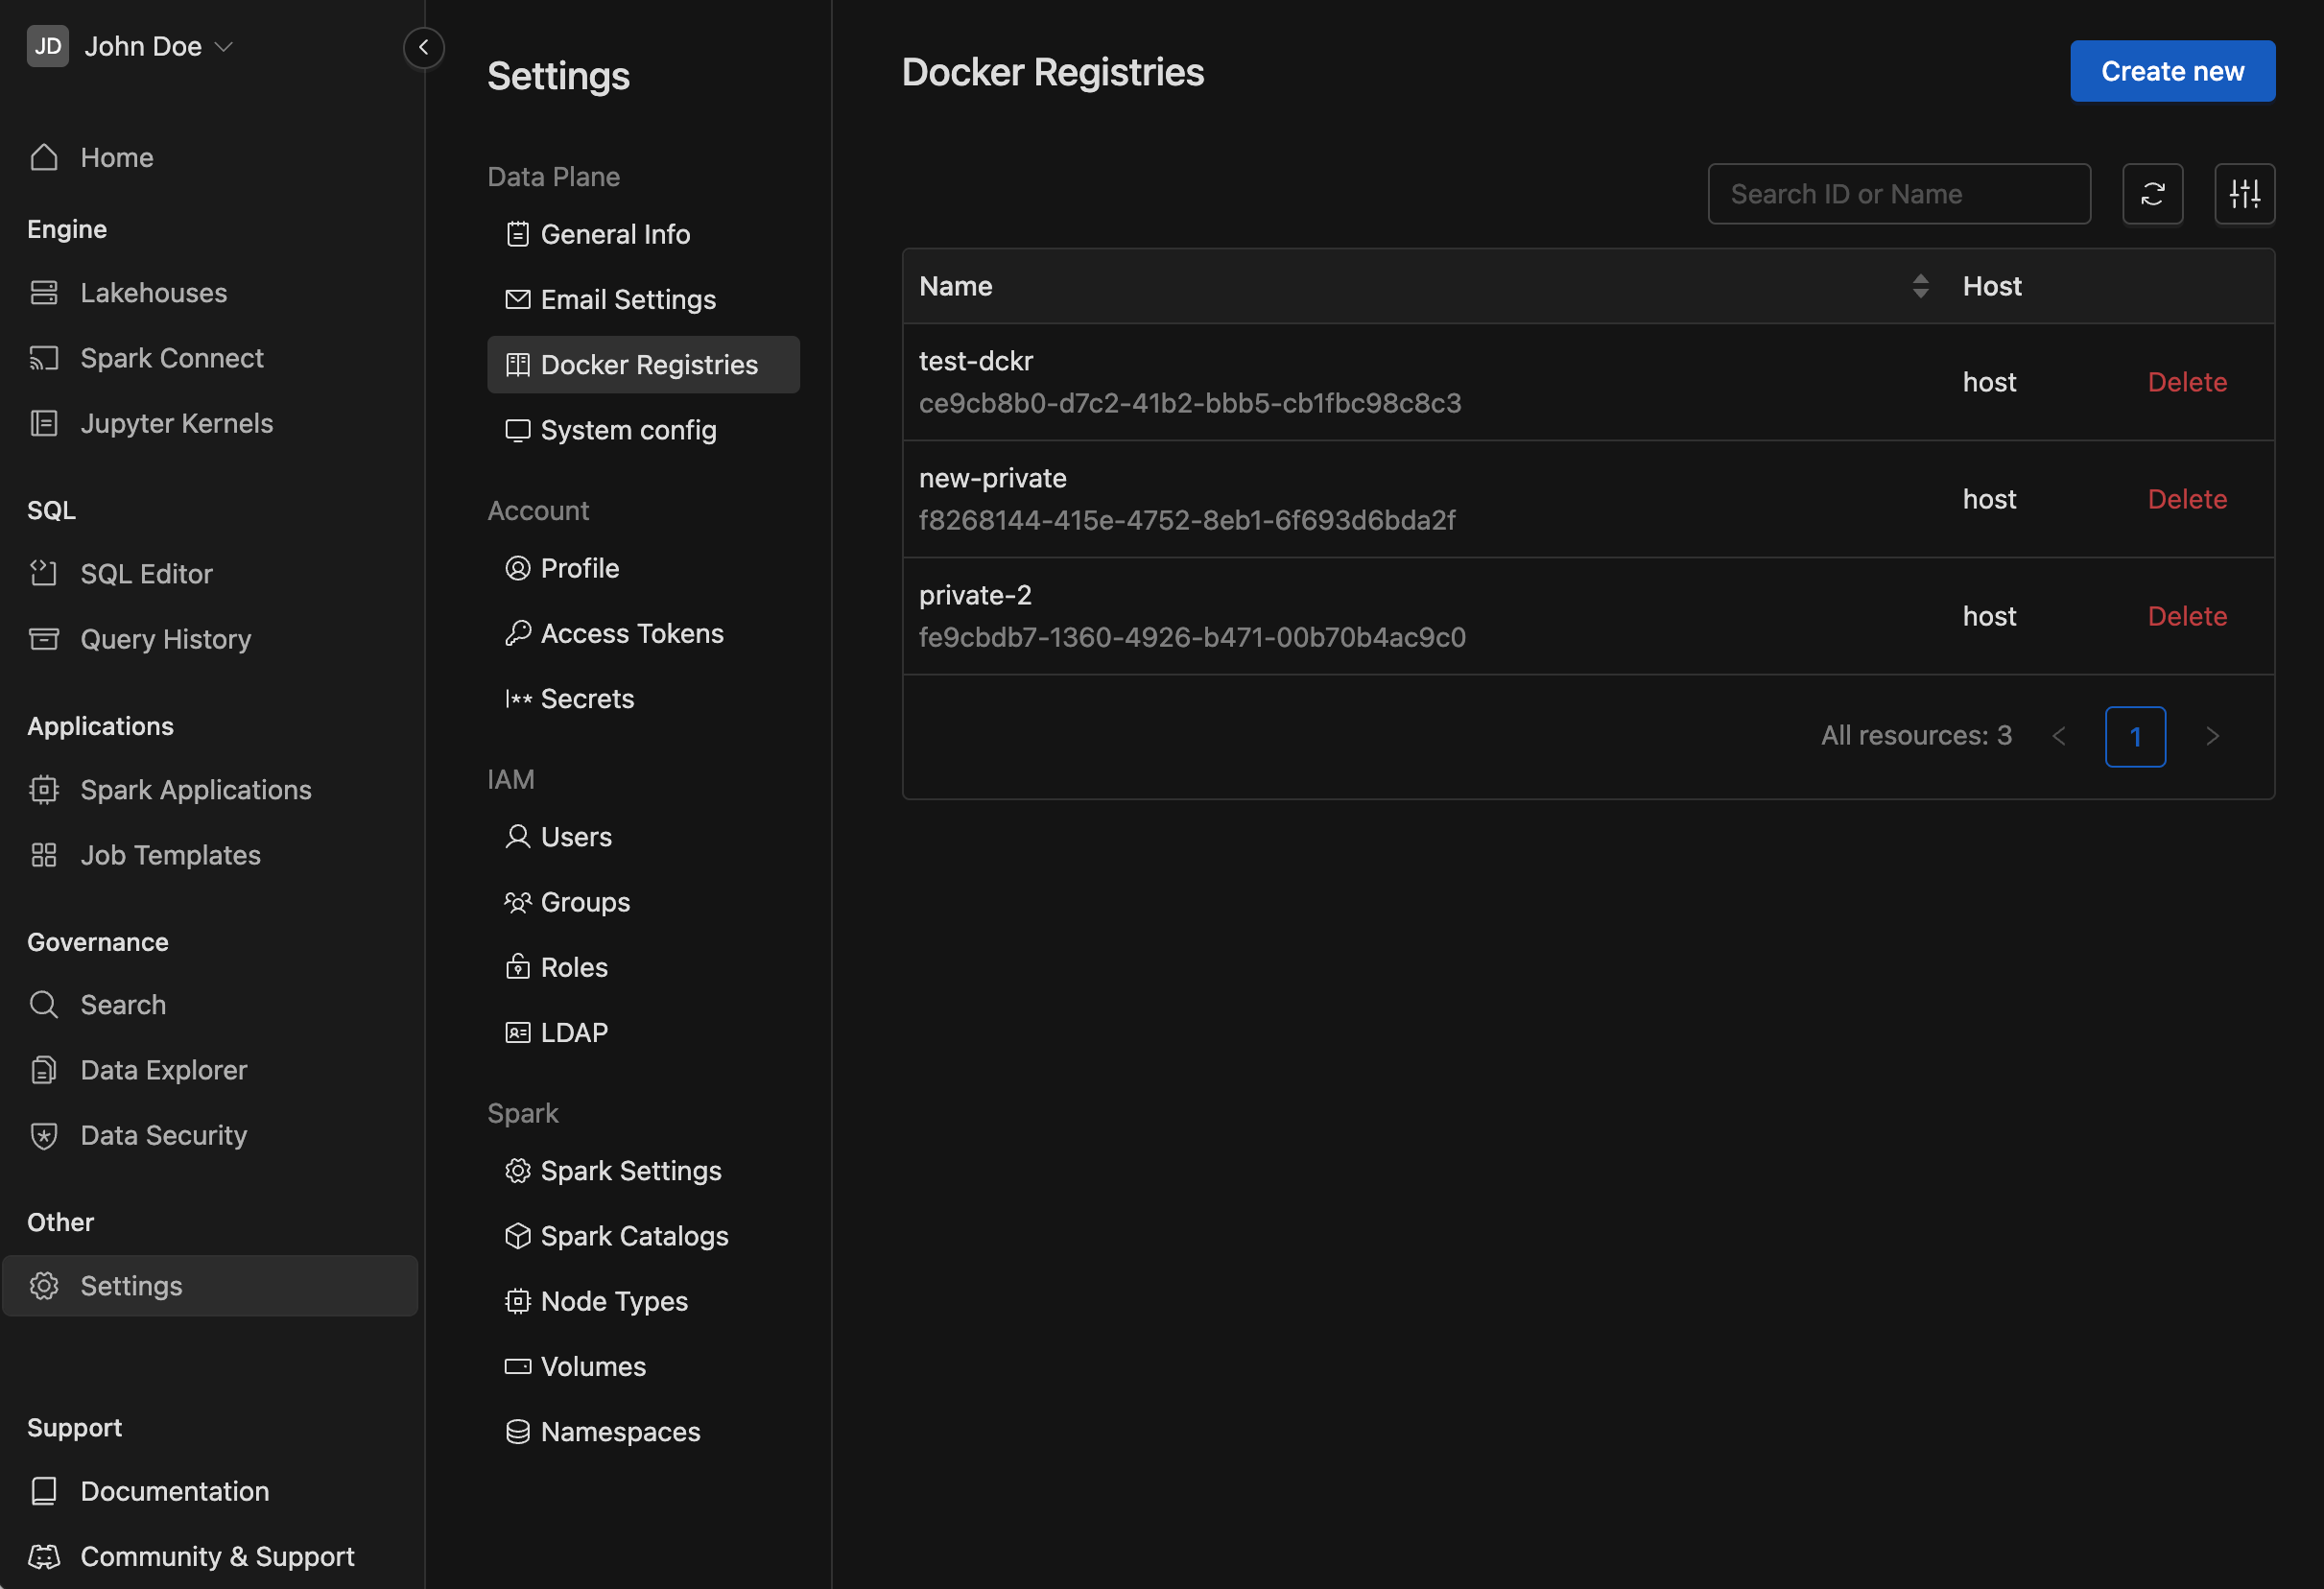 JD John Doe
Home
Engine
Lakehouses
Spark Connect
Jupyter Kernels
SQL
SQL Editor
Query History
Applications
Spark Applications
Job Templates
Governance
Search
Data Explorer
Data Security
Other
Settings
Support
Documentation
Community & Support
Settings
Data Plane
General Info
Email Settings
Docker Registries
System config
Account
Profile
Access Tokens
Secrets
IAM
Users
Groups
Roles
LDAP
Spark
Spark Settings
Spark Catalogs
Node Types
Volumes
Namespaces
Docker Registries
Create new
Search ID or Name
Name Host
test-dckr
ce9cb8b0-d7c2-41b2-bbb5-cb1fbc98c8c3
host Delete
new-private
f8268144-415e-4752-8eb1-6f693d6bda2f
host Delete
private-2
fe9cbdb7-1360-4926-b471-00b70b4ac9c0
host Delete
All resources: 3 1